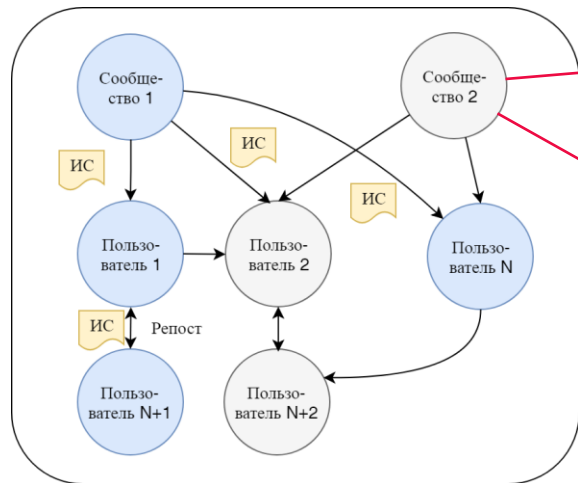 Сообще-
ство 1
Сообще-
ство 2
ИС
ИС
ИС
Пользо-
ватель 1
Пользо-
ватель 2
Пользо-
ватель N
ИС
Репост
Пользо-
ватель N+1
Пользо-
ватель N+2